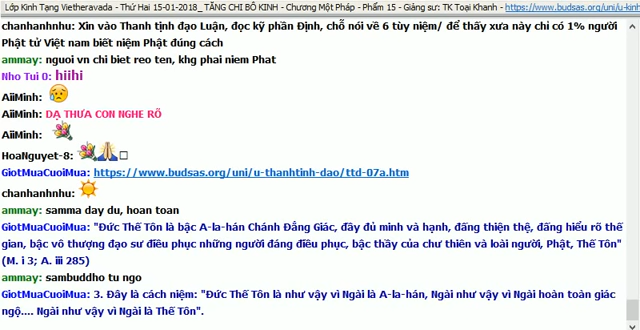 Lớp Kinh Tạng Vietheravada - Thứ Hai 15-01-2018_ TĂNG CHI BỘ KINH - Chương Một Pháp - Phẩm 15 - Giảng sư: TK Toại Khanh - https://www.budsas.org/uni/u-kinh
chanhanhnhu: Xin vào Thanh tịnh đạo Luận, đọc kỹ phần Định, chỗ nói về 6 tùy niệm/ để thấy xưa này chỉ có 1% người
Phật tử Việt nam biết niệm Phật đúng cách
ammay: nguoi vn chi biet reo ten, khg phai niem Phat
Nho Tui 0: hiihi
AiiMinh:
AiiMinh: DẠ THƯA CON NGHE RÕ
AiiMinh:
HoaNguyet-8:
GiotMuaCuoiMua: https://www.budsas.org/uni/u-thanhtinh-dao/ttd-07a.htm
chanhanhnhu:
ammay: samma day du, hoan toan
GiotMuaCuoiMua: "Đức Thế Tôn là bậc A-la-hán Chánh Đẳng Giác, đầy đủ minh và hạnh, đấng thiện thệ, đấng hiểu rõ thế
gian, bậc vô thượng đạo sư điều phục những người đáng điều phục, bậc thầy của chư thiên và loài người, Phật, Thế Tôn"
(M. i 3; A. iii 285)
ammay: sambuddho tu ngo
GiotMuaCuoiMua: 3. Đây là cách niệm: "Đức Thế Tôn là như vậy vì Ngài là A-la-hán, Ngài như vậy vì Ngài hoàn toàn giác
ngộ.... Ngài như vậy vì Ngài là Thế Tôn".